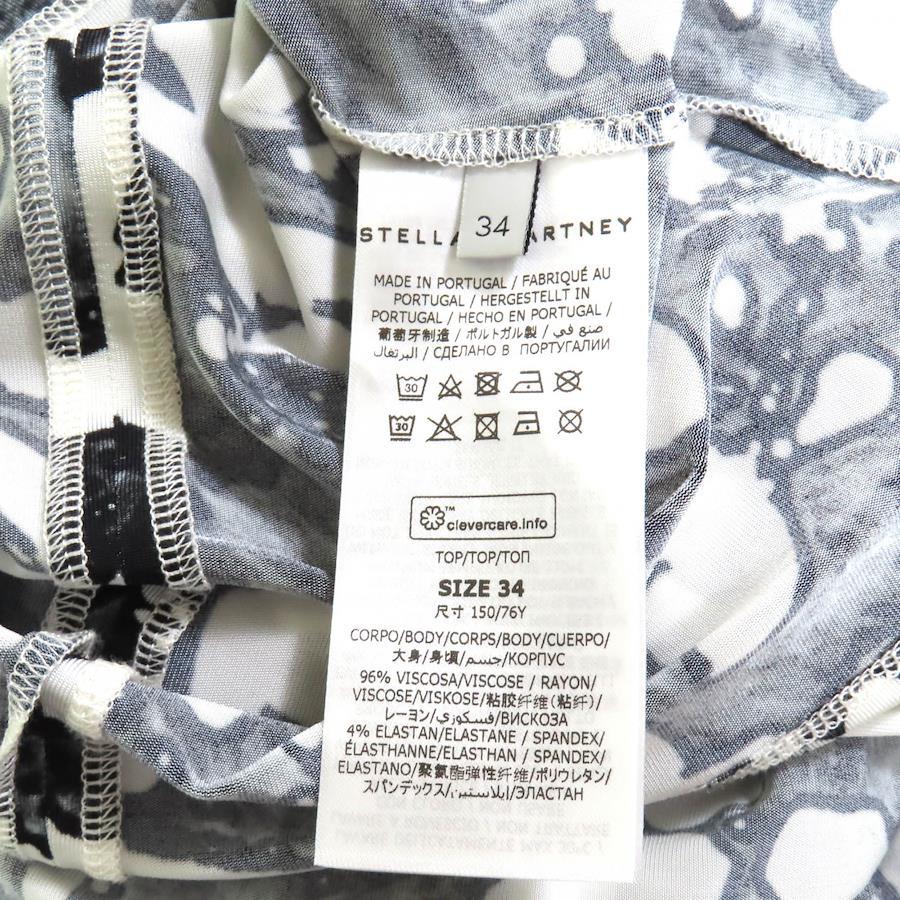 34
STELLA McCARTNEY
MADE IN PORTUGAL / FABRIQUÉ AU
PORTUGAL / HERGESTELLT IN
PORTUGAL / HECHO EN PORTUGAL /
葡萄牙制造 / ポルトガル製 / صنع في
البرتغال / СДЕЛАНО В ПОРТУГАЛИИ
30
30
™
clevercare.info
TOP/TOP/ТОП
SIZE 34
尺寸 150/76Y
CORPO/BODY/CORPS/BODY/CUERPO/
大身/身頃/جسم/КОРПУС
96% VISCOSA/VISCOSE / RAYON/
VISCOSE/VISKOSE/粘胶纤维(粘纤)/
レーヨン/فسكوزي/ВИСКОЗА
4% ELASTAN/ELASTANE / SPANDEX/
ÉLASTHANNE/ELASTHAN / SPANDEX/
ELASTANO/聚氨酯弹性纤维/ポリウレタン/
スパンデックス/إيلاستين/ЭЛАСТАН